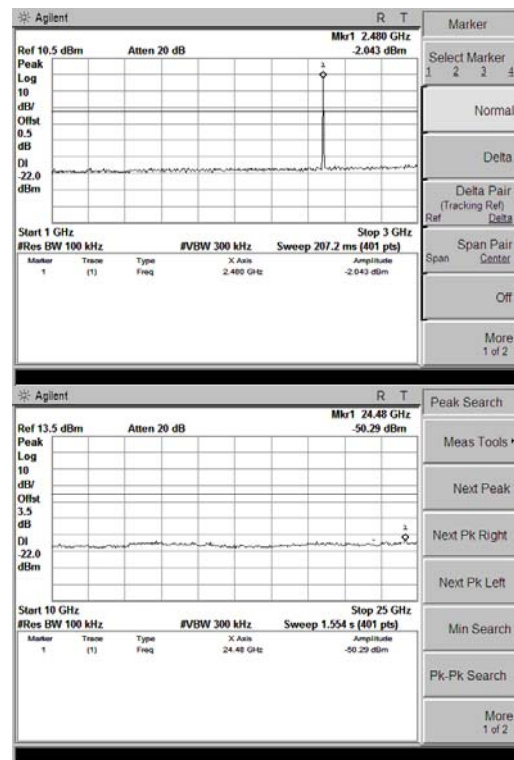 Agilent R T
Mkr1 2.480 GHz
Ref 10.5 dBm Atten 20 dB -2.043 dBm
Peak
Log
10
dB/
Offst
0.5
dB
DI
-22.0
dBm
1
Start 1 GHz Stop 3 GHz
#Res BW 100 kHz #VBW 300 kHz Sweep 207.2 ms (401 pts)
Marker Trace Type X Axis Amplitude
1 (1) Freq 2.480 GHz -2.043 dBm
Marker
Select Marker
1 2 3 4
Normal
Delta
Delta Pair
(Tracking Ref)
Ref Delta
Span Pair
Span Center
Off
More
1 of 2
Agilent R T
Mkr1 24.48 GHz
Ref 13.5 dBm Atten 20 dB -50.29 dBm
Peak
Log
10
dB/
Offst
3.5
dB
DI
-22.0
dBm
1
Start 10 GHz Stop 25 GHz
#Res BW 100 kHz #VBW 300 kHz Sweep 1.554 s (401 pts)
Marker Trace Type X Axis Amplitude
1 (1) Freq 24.48 GHz -50.29 dBm
Peak Search
Meas Tools
Next Peak
Next Pk Right
Next Pk Left
Min Search
Pk-Pk Search
More
1 of 2